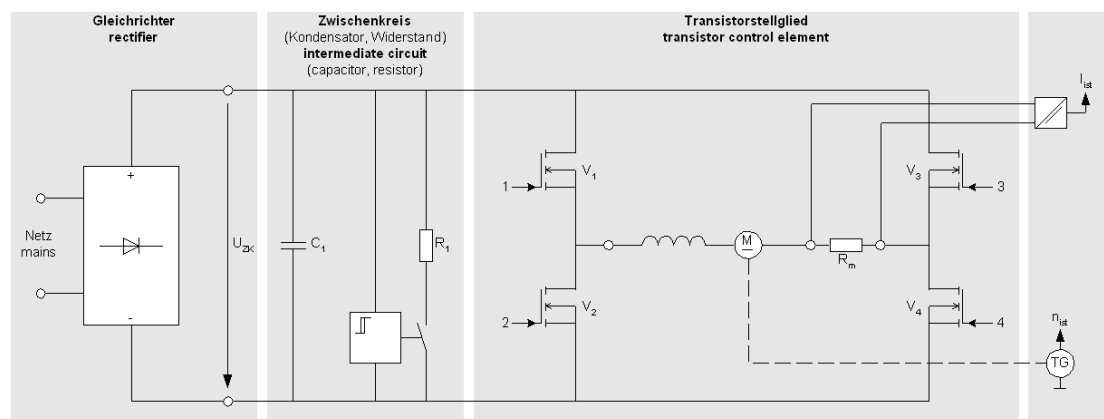 Gleichrichter
rectifier
Zwischenkreis
(Kondensator, Widerstand)
intermediate circuit
(capacitor, resistor)
Transistorstellglied
transistor control element
I_ist
+
V_1
V_3
1
3
Netz
mains
U_ZK
C_1
R_1
M
R_m
V_2
V_4
2
4
n_ist
-
TG